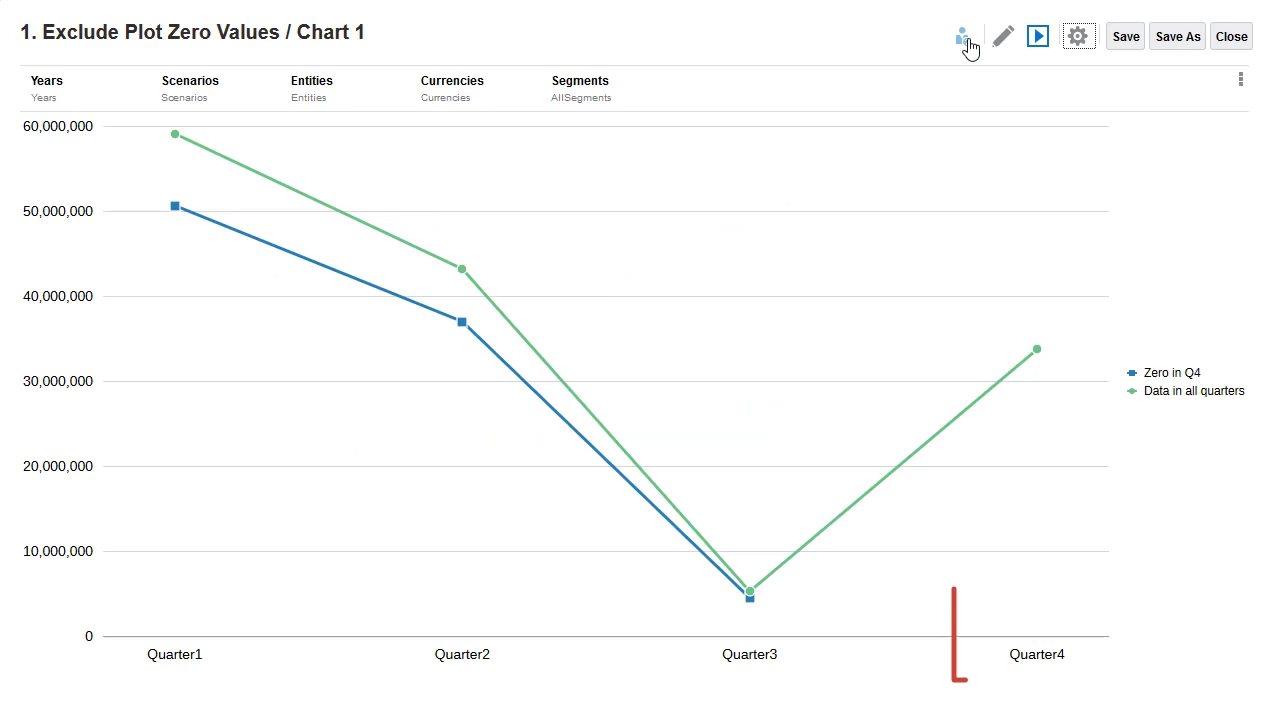 1. Exclude Plot Zero Values / Chart 1
Save Save As Close
Years Scenarios Entities Currencies Segments
Years Scenarios Entities Currencies AllSegments
60,000,000
50,000,000
40,000,000
30,000,000
20,000,000
10,000,000
0
Quarter1 Quarter2 Quarter3 Quarter4
Zero in Q4
Data in all quarters